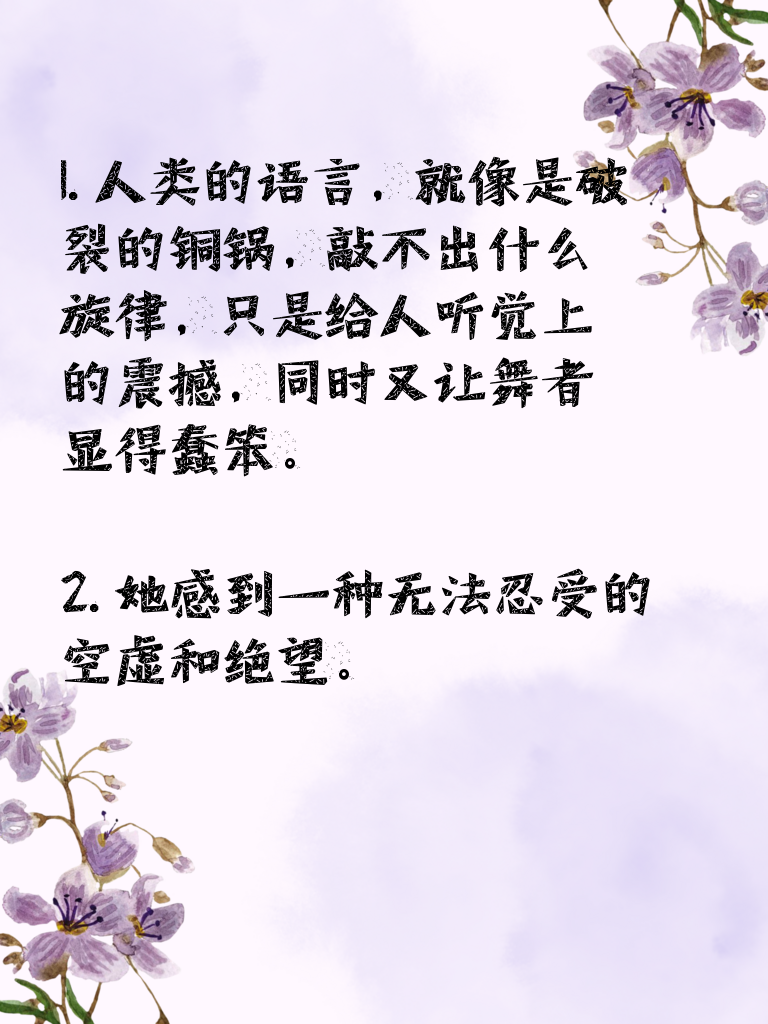 1.人类的语言，就像是破
裂的铜锅，敲不出什么
旋律，只是给人听觉上
的震撼，同时又让舞者
显得蠢笨。
2.她感到一种无法忍受的
空虚和绝望。